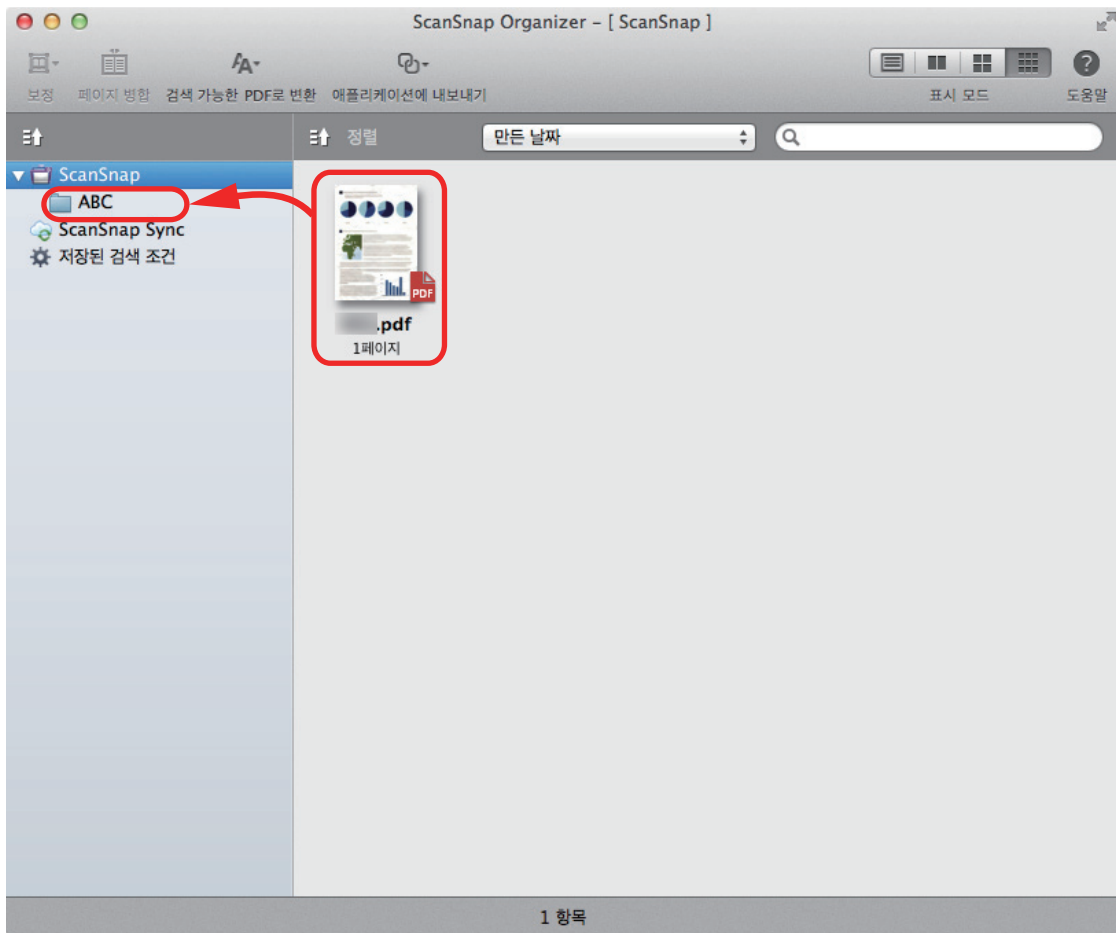 ScanSnap Organizer – [ ScanSnap ]
보정 페이지 병합 검색 가능한 PDF로 변환 애플리케이션에 내보내기 표시 모드 도움말
정렬 만든 날짜
ScanSnap
ABC
ScanSnap Sync
저장된 검색 조건
PDF
.pdf
1페이지
1 항목